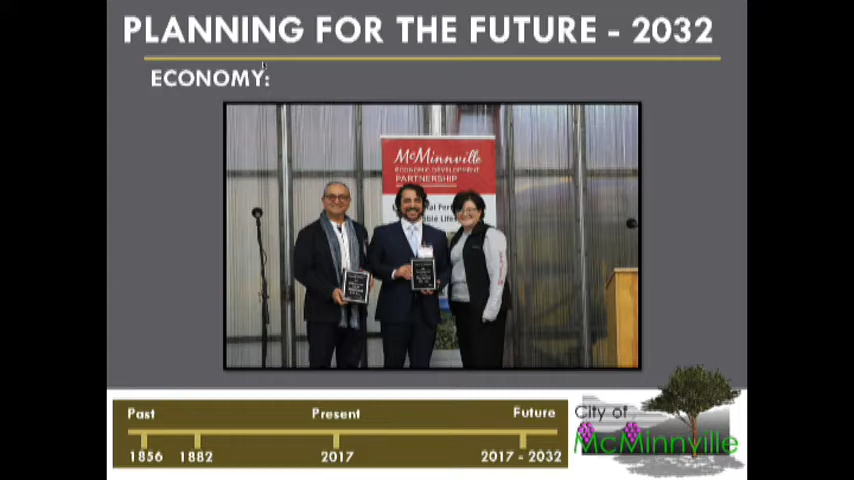 PLANNING FOR THE FUTURE - 2032
ECONOMY:
McMinnville
ECONOMIC DEVELOPMENT
PARTNERSHIP
Past Present Future
1856 1882 2017 2017 - 2032
City of
McMinnville